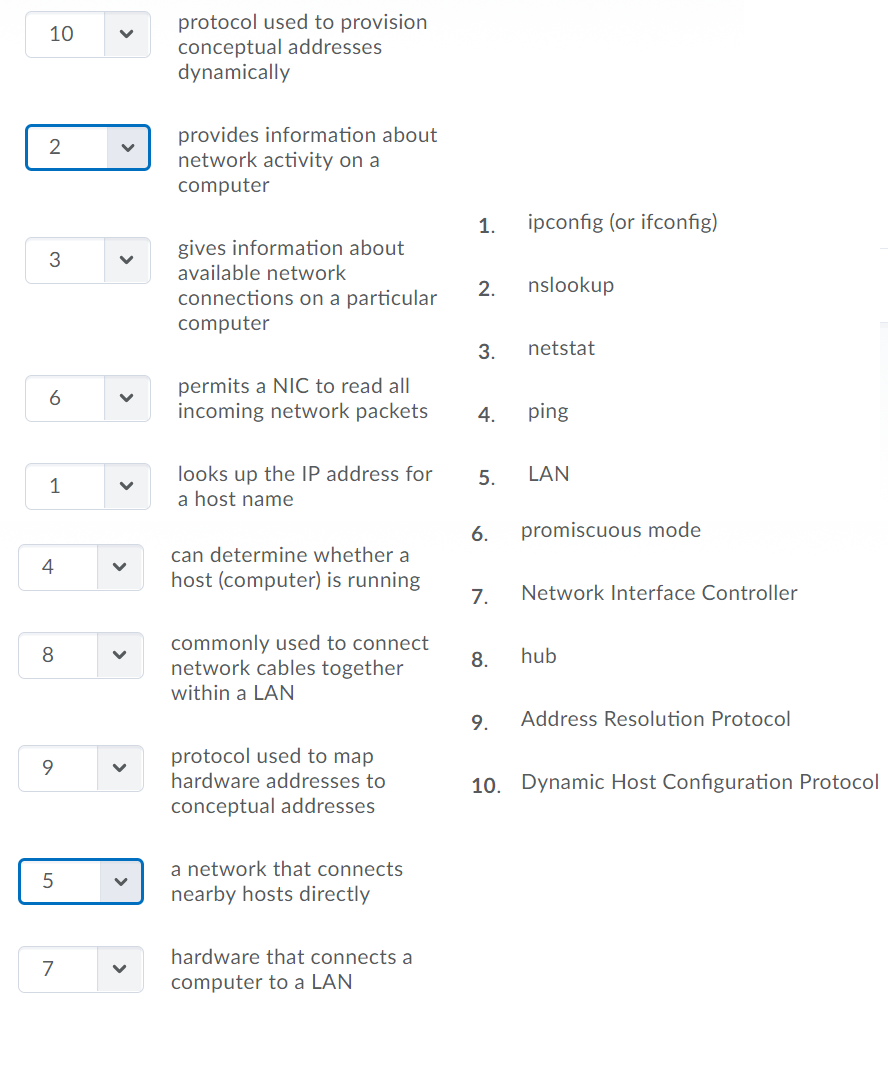 10
protocol used to provision
conceptual addresses
dynamically
2
provides information about
network activity on a
computer
3
gives information about
available network
connections on a particular
computer
6
permits a NIC to read all
incoming network packets
1
looks up the IP address for
a host name
4
can determine whether a
host (computer) is running
8
commonly used to connect
network cables together
within a LAN
9
protocol used to map
hardware addresses to
conceptual addresses
5
a network that connects
nearby hosts directly
7
hardware that connects a
computer to a LAN
1. ipconfig (or ifconfig)
2. nslookup
3. netstat
4. ping
5. LAN
6. promiscuous mode
7. Network Interface Controller
8. hub
9. Address Resolution Protocol
10. Dynamic Host Configuration Protocol